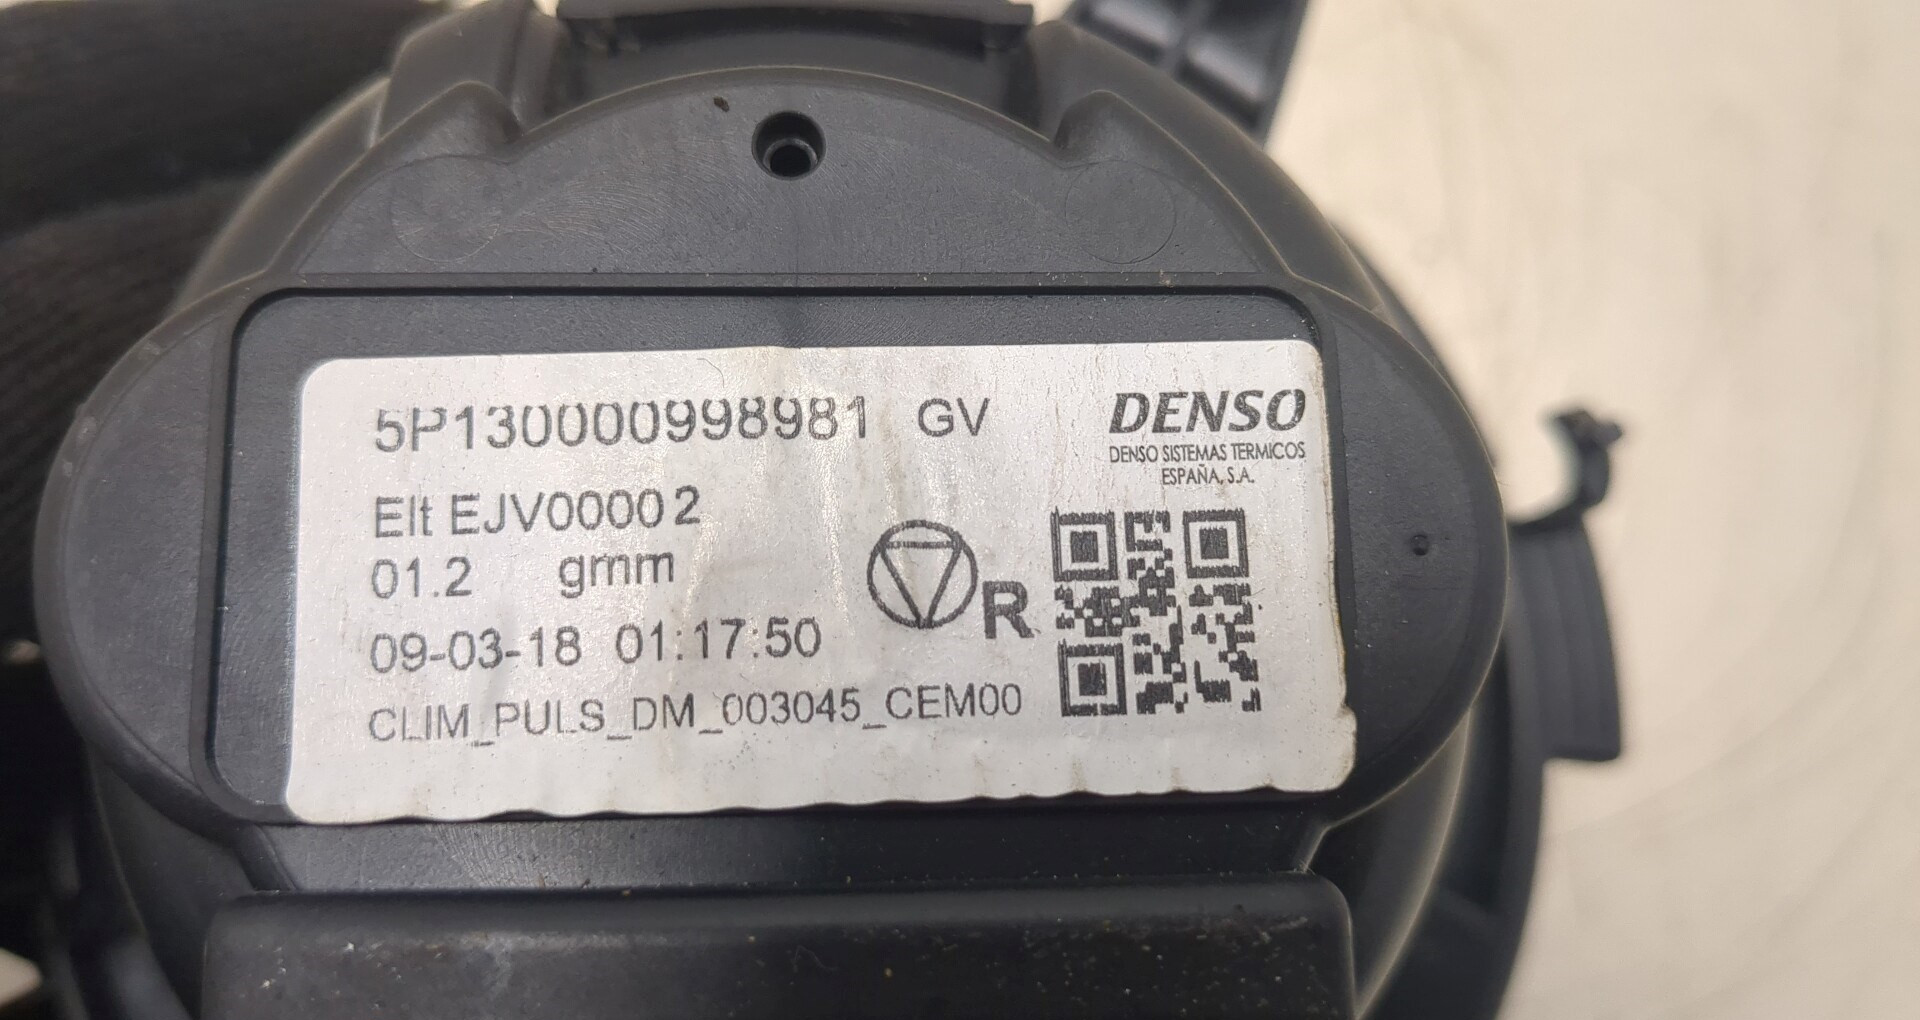 5P130000998981 GV
DENSO
DENSO SISTEMAS TERMICOS
ESPAÑA, S.A.
Elt EJV00002
01.2 gmm
R
09-03-18 01:17:50
CLIM_PULS_DM_003045_CEM00